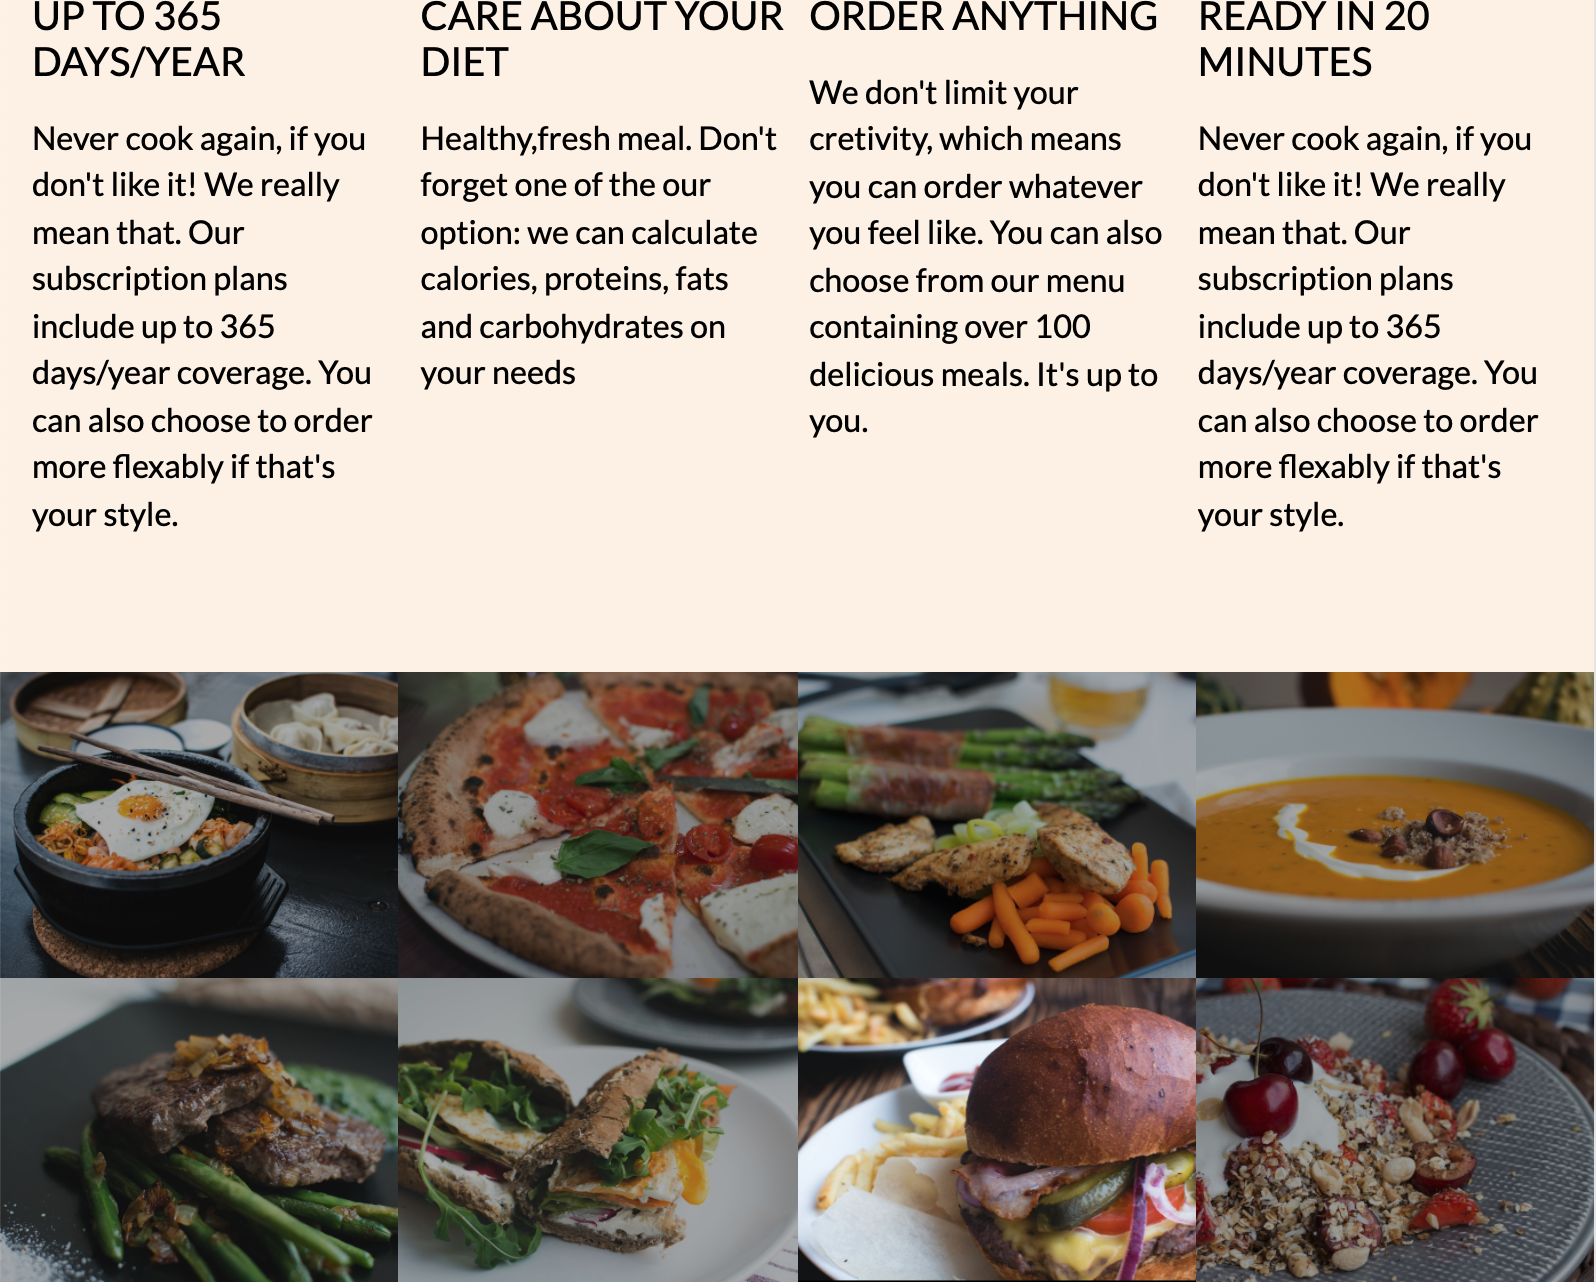 UP TO 365
DAYS/YEAR
Never cook again, if you
don't like it! We really
mean that. Our
subscription plans
include up to 365
days/year coverage. You
can also choose to order
more flexably if that's
your style.
CARE ABOUT YOUR
DIET
Healthy,fresh meal. Don't
forget one of the our
option: we can calculate
calories, proteins, fats
and carbohydrates on
your needs
ORDER ANYTHING
We don't limit your
cretivity, which means
you can order whatever
you feel like. You can also
choose from our menu
containing over 100
delicious meals. It's up to
you.
READY IN 20
MINUTES
Never cook again, if you
don't like it! We really
mean that. Our
subscription plans
include up to 365
days/year coverage. You
can also choose to order
more flexably if that's
your style.